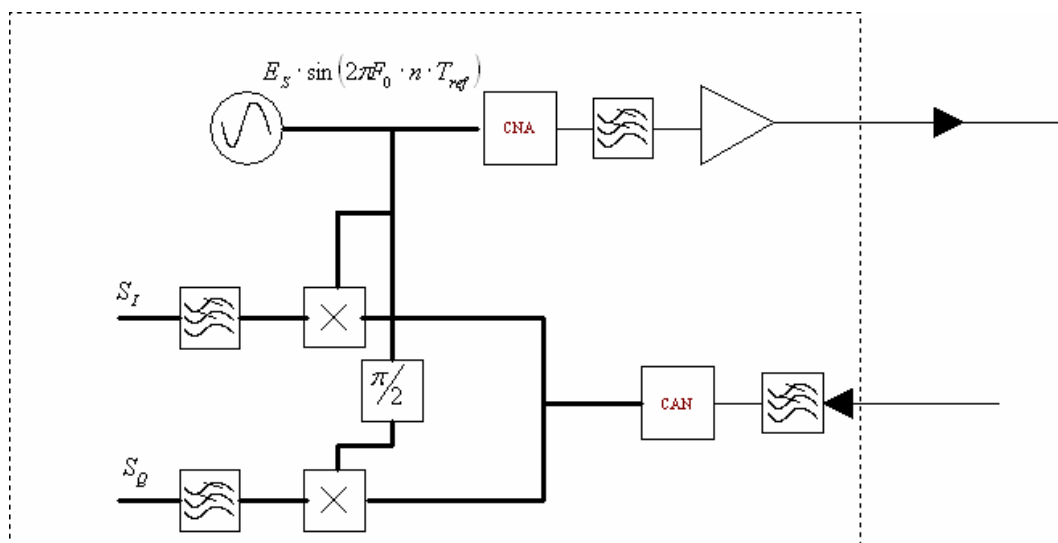 E_S · sin(2πF_0 · n · T_ref)
CNA
S_I
×
π/2
CAN
S_Q
×